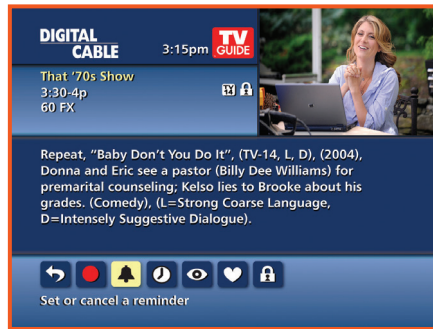 DIGITAL
CABLE
3:15pm
TV
GUIDE
That '70s Show
3:30-4p
60 FX
Repeat, "Baby Don't You Do It", (TV-14, L, D), (2004),
Donna and Eric see a pastor (Billy Dee Williams) for
premarital counseling; Kelso lies to Brooke about his
grades. (Comedy), (L=Strong Coarse Language,
D=Intensely Suggestive Dialogue).
Set or cancel a reminder